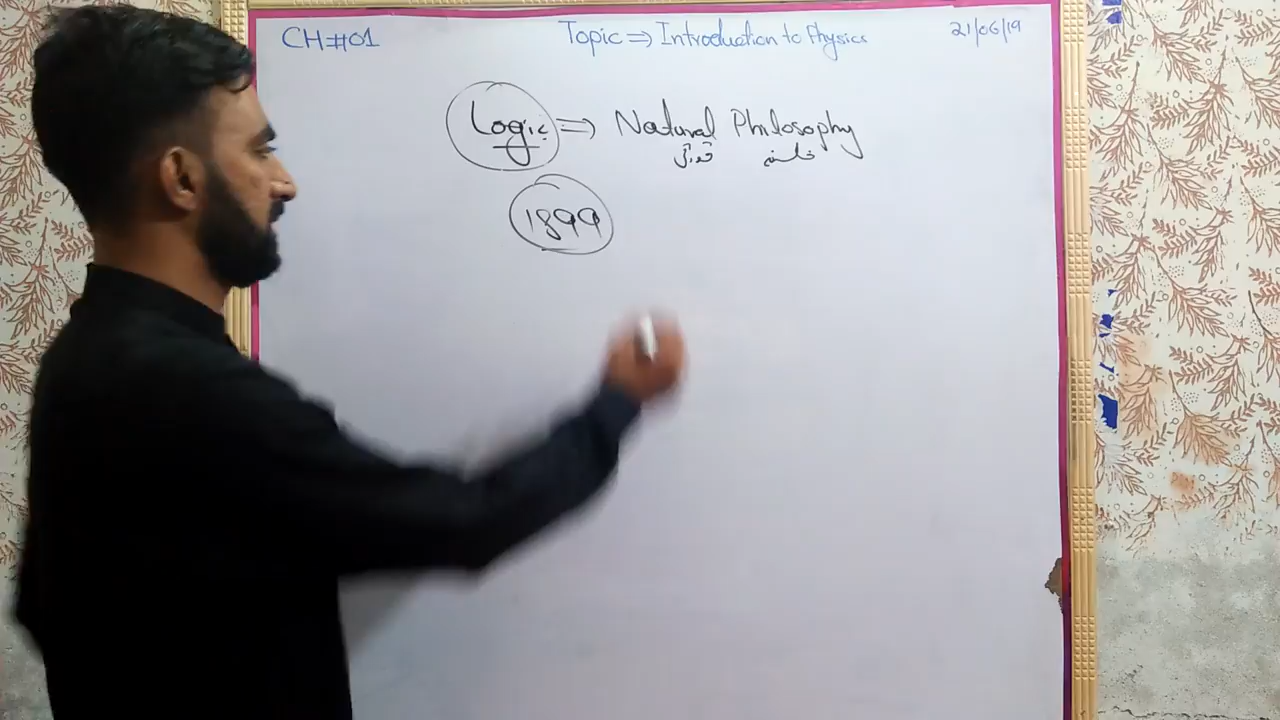 CH#01 Topic ⇒ Introduction to Physics 21/06/19
Logic ⇒ Natural Philosophy
قدرتی فلسفہ
1899